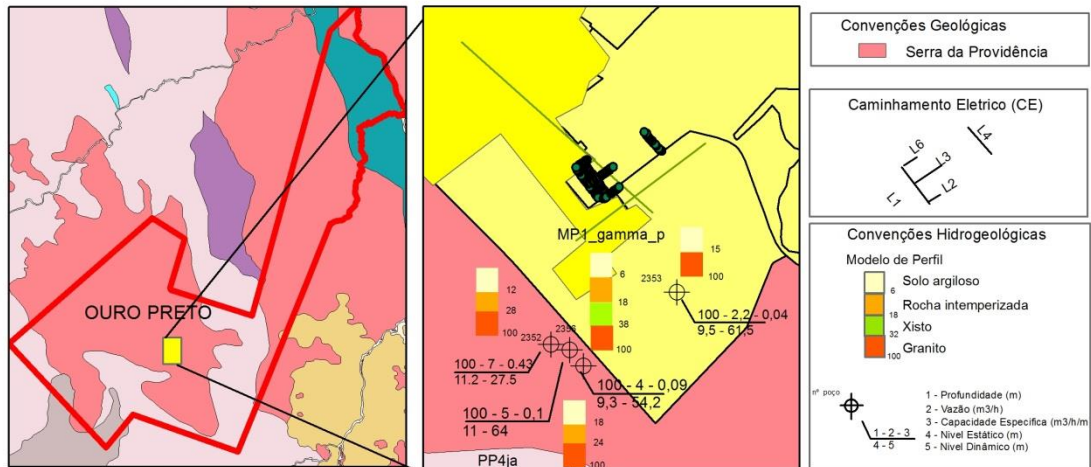 OURO PRETO
MP1_gamma_p
15
100
2353
100 - 2,2 - 0,04
9,5 - 61,5
6
18
38
100
12
28
100
2352
2356
100 - 7 - 0.43
11.2 - 27.5
100 - 4 - 0,09
9,3 - 54,2
100 - 5 - 0,1
11 - 64
18
24
100
PP4ja
Convenções Geológicas
Serra da Providência
Caminhamento Eletrico (CE)
L6
L3
L4
L1
L2
Convenções Hidrogeológicas
Modelo de Perfil
Solo argiloso
6
Rocha intemperizada
18
Xisto
32
Granito
100
nº poço
1 - 2 - 3
4 - 5
1 - Profundidade (m)
2 - Vazão (m3/h)
3 - Capacidade Especifica (m3/h/m
4 - Nivel Estático (m)
5 - Nivel Dinâmico (m)